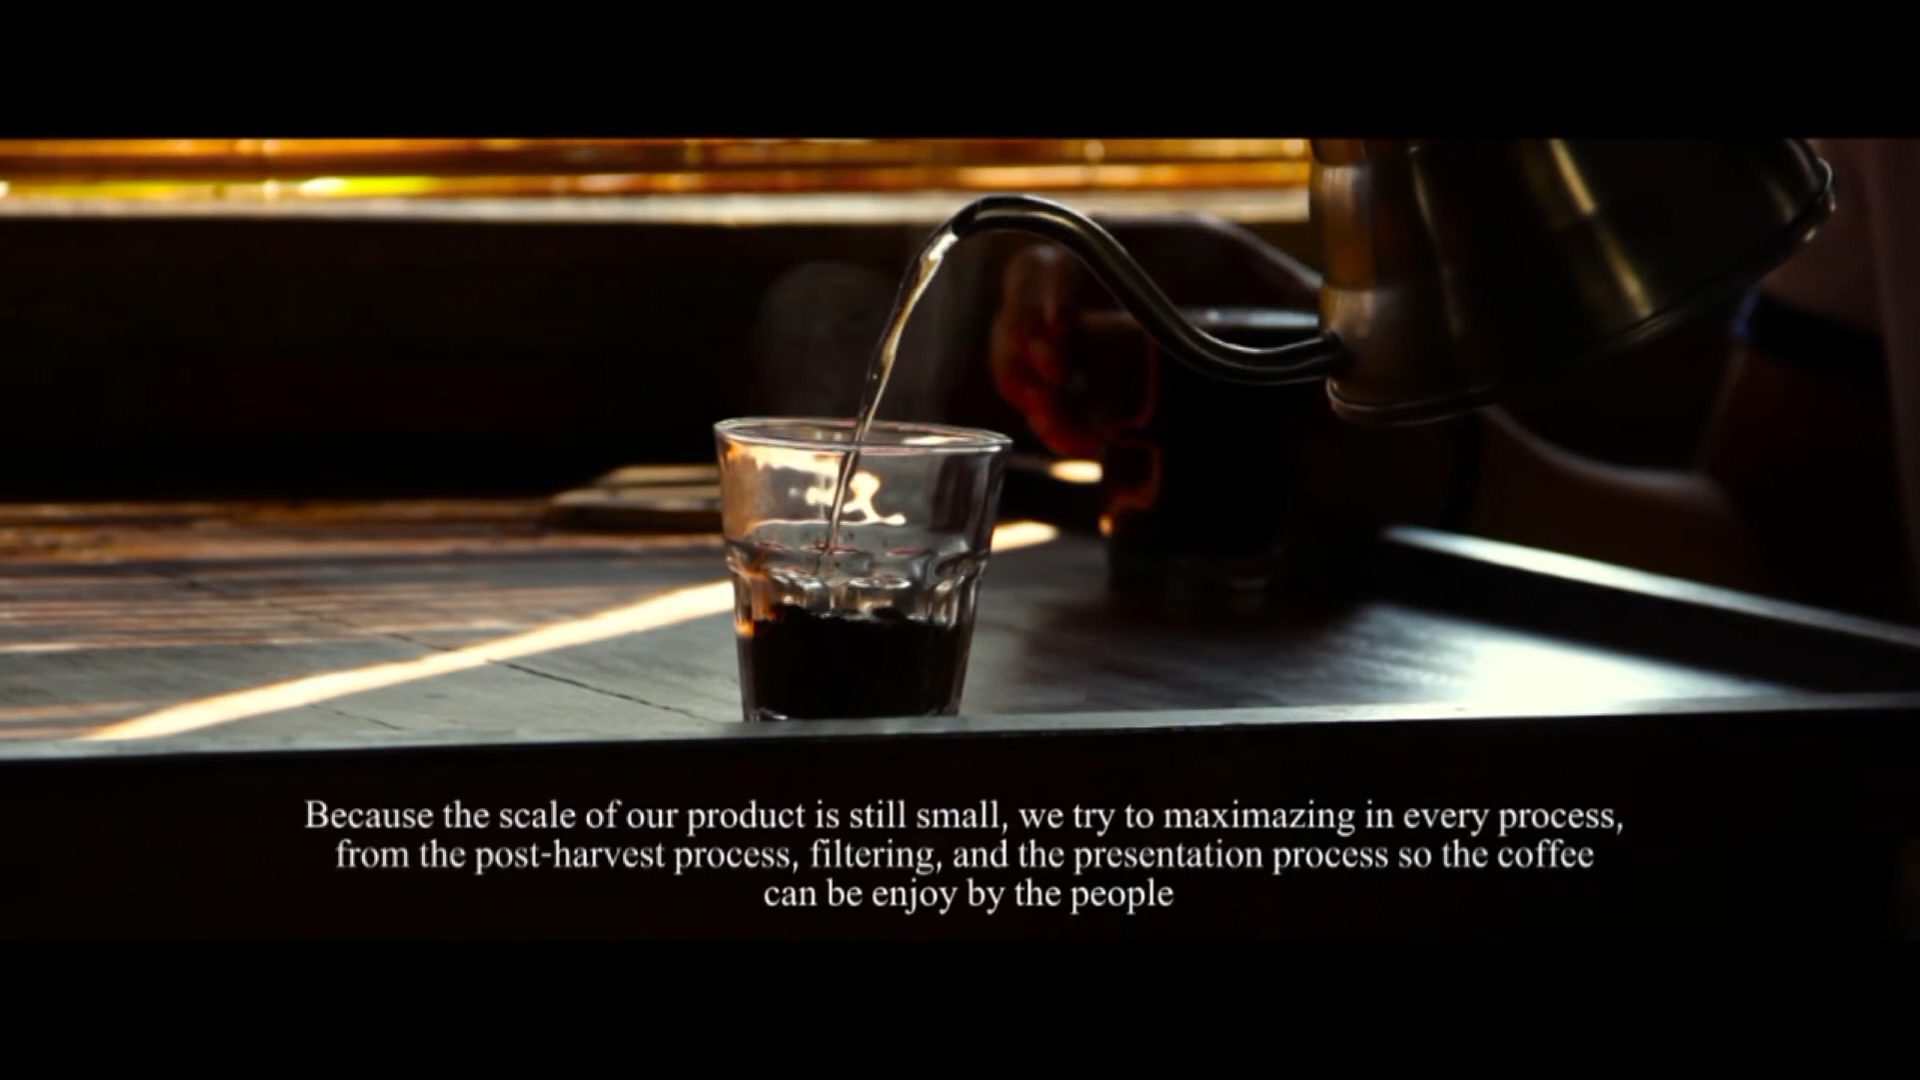 Because the scale of our product is still small, we try to maximazing in every process,
from the post-harvest process, filtering, and the presentation process so the coffee
can be enjoy by the people